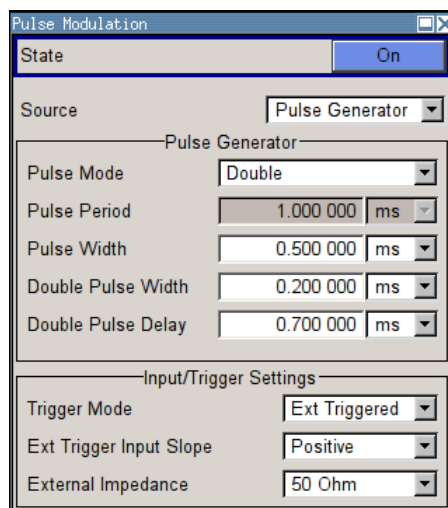 Pulse Modulation
State On
Source Pulse Generator
Pulse Generator
Pulse Mode Double
Pulse Period 1.000 000 ms
Pulse Width 0.500 000 ms
Double Pulse Width 0.200 000 ms
Double Pulse Delay 0.700 000 ms
Input/Trigger Settings
Trigger Mode Ext Triggered
Ext Trigger Input Slope Positive
External Impedance 50 Ohm